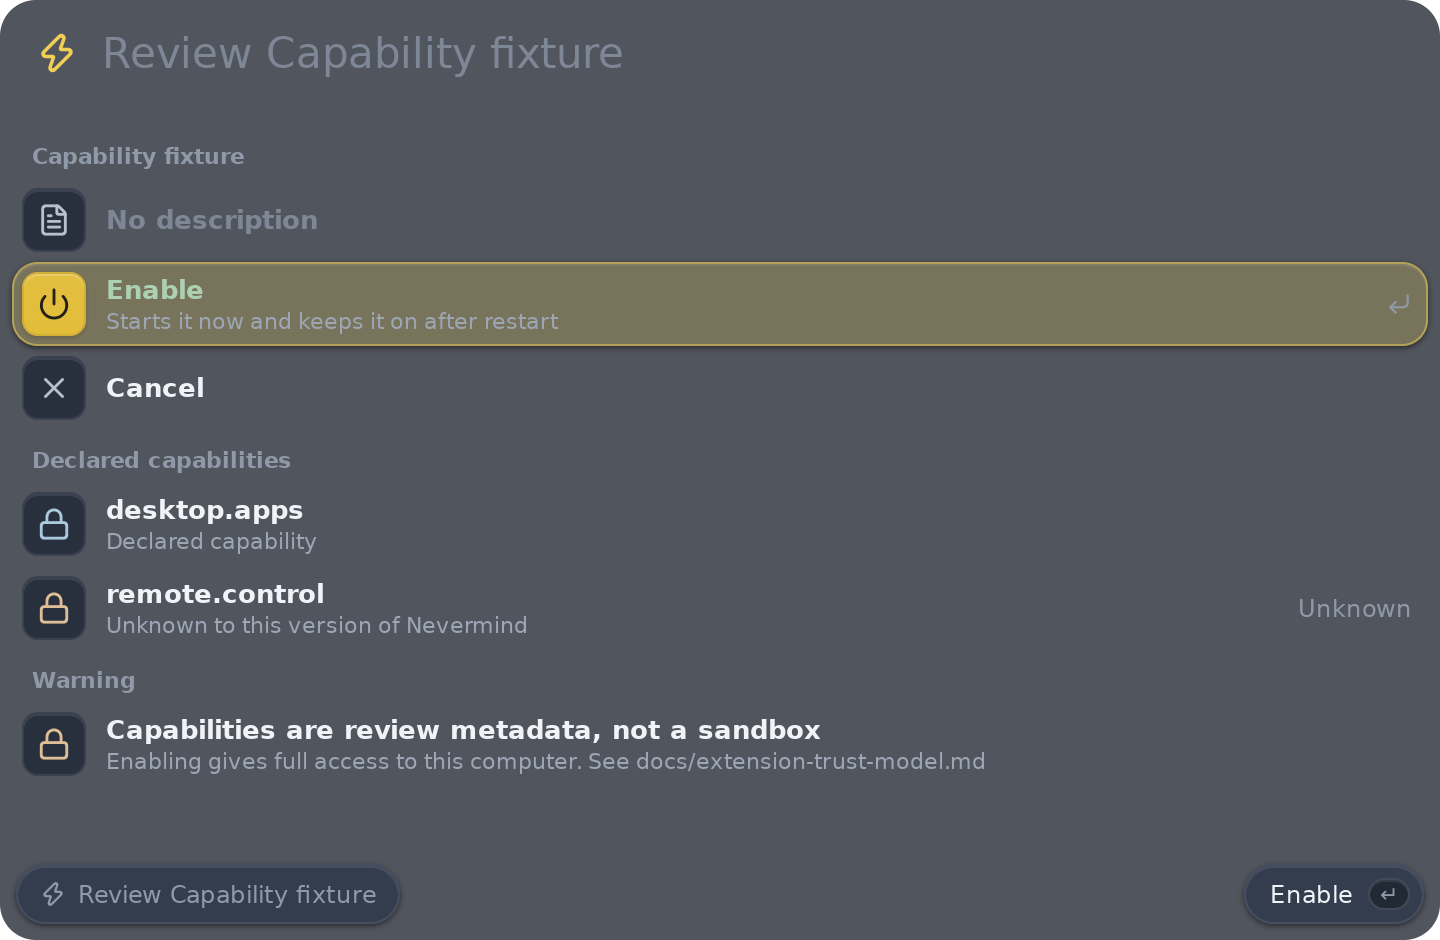 Review Capability fixture
Capability fixture
No description
Enable
Starts it now and keeps it on after restart
Cancel
Declared capabilities
desktop.apps
Declared capability
remote.control
Unknown to this version of Nevermind
Unknown
Warning
Capabilities are review metadata, not a sandbox
Enabling gives full access to this computer. See docs/extension-trust-model.md
Review Capability fixture
Enable